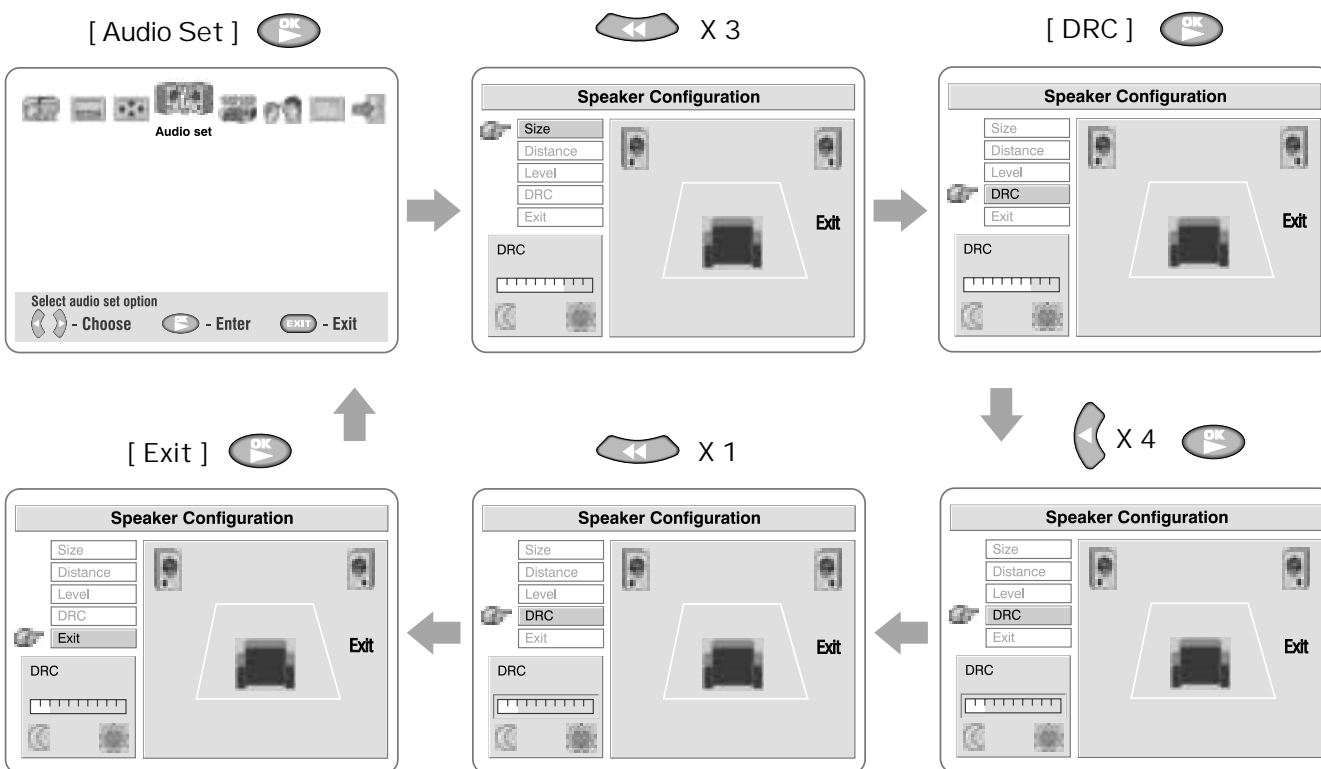 [ Audio Set ] OK
X 3
[ DRC ] OK
Audio set
Select audio set option
- Choose - Enter EXIT - Exit
Speaker Configuration
Size
Distance
Level
DRC
Exit
DRC
Exit
Speaker Configuration
Size
Distance
Level
DRC
Exit
DRC
Exit
[ Exit ] OK
X 1
X 4 OK
Speaker Configuration
Size
Distance
Level
DRC
Exit
DRC
Exit
Speaker Configuration
Size
Distance
Level
DRC
Exit
DRC
Exit
Speaker Configuration
Size
Distance
Level
DRC
Exit
DRC
Exit